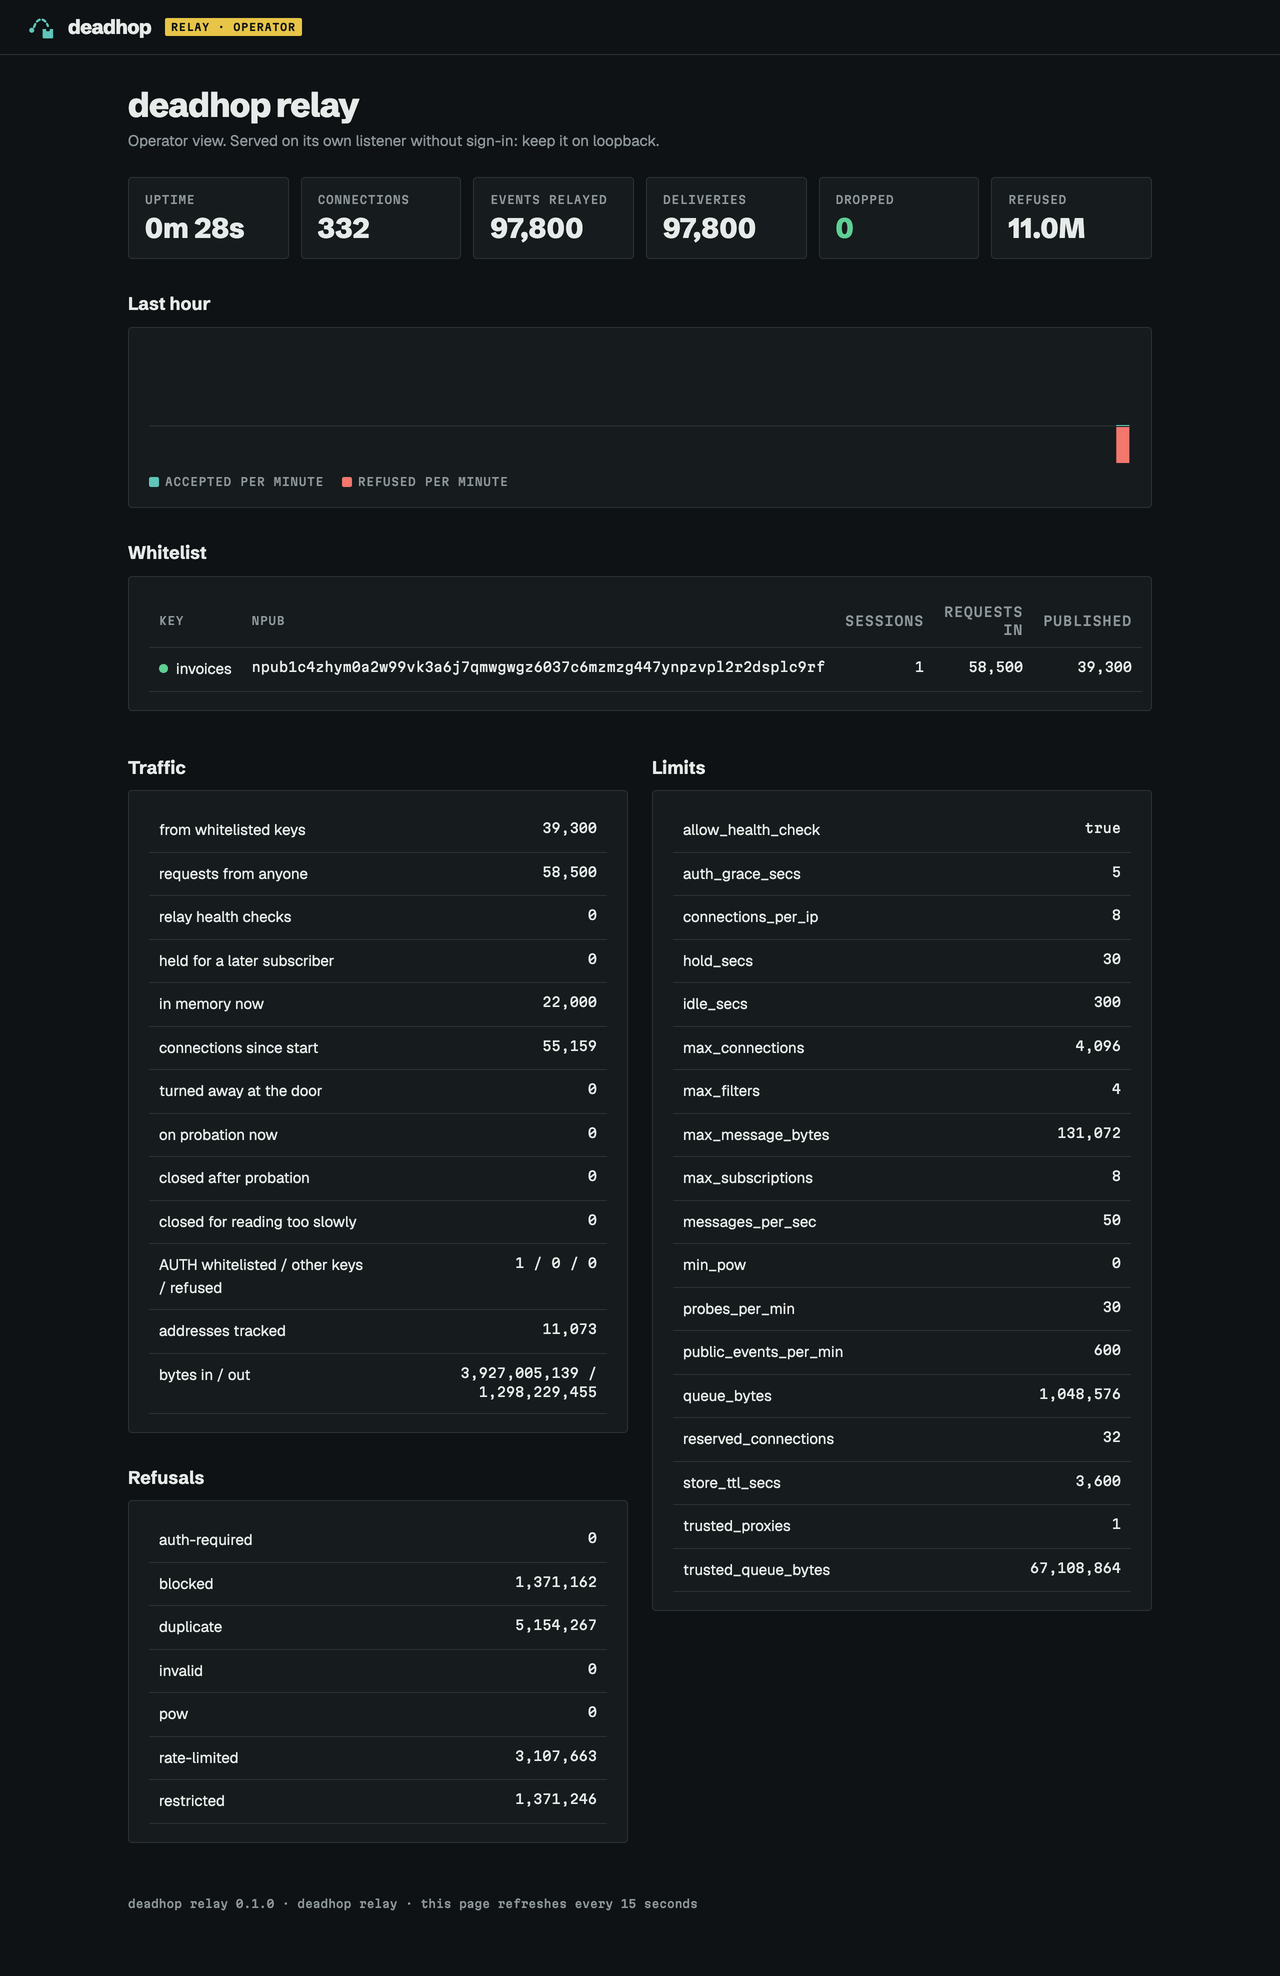 deadhop RELAY · OPERATOR
deadhop relay
Operator view. Served on its own listener without sign-in: keep it on loopback.
UPTIME
0m 28s
CONNECTIONS
332
EVENTS RELAYED
97,800
DELIVERIES
97,800
DROPPED
0
REFUSED
11.0M
Last hour
ACCEPTED PER MINUTE REFUSED PER MINUTE
Whitelist
KEY NPUB SESSIONS REQUESTS IN PUBLISHED
invoices npub1c4zhym0a2w99vk3a6j7qmwgwgz6037c6mzmzg447ynpzvpl2r2dsplc9rf 1 58,500 39,300
Traffic
from whitelisted keys 39,300
requests from anyone 58,500
relay health checks 0
held for a later subscriber 0
in memory now 22,000
connections since start 55,159
turned away at the door 0
on probation now 0
closed after probation 0
closed for reading too slowly 0
AUTH whitelisted / other keys 1 / 0 / 0
/ refused
addresses tracked 11,073
bytes in / out 3,927,005,139 /
1,298,229,455
Refusals
auth-required 0
blocked 1,371,162
duplicate 5,154,267
invalid 0
pow 0
rate-limited 3,107,663
restricted 1,371,246
Limits
allow_health_check true
auth_grace_secs 5
connections_per_ip 8
hold_secs 30
idle_secs 300
max_connections 4,096
max_filters 4
max_message_bytes 131,072
max_subscriptions 8
messages_per_sec 50
min_pow 0
probes_per_min 30
public_events_per_min 600
queue_bytes 1,048,576
reserved_connections 32
store_ttl_secs 3,600
trusted_proxies 1
trusted_queue_bytes 67,108,864
deadhop relay 0.1.0 · deadhop relay · this page refreshes every 15 seconds